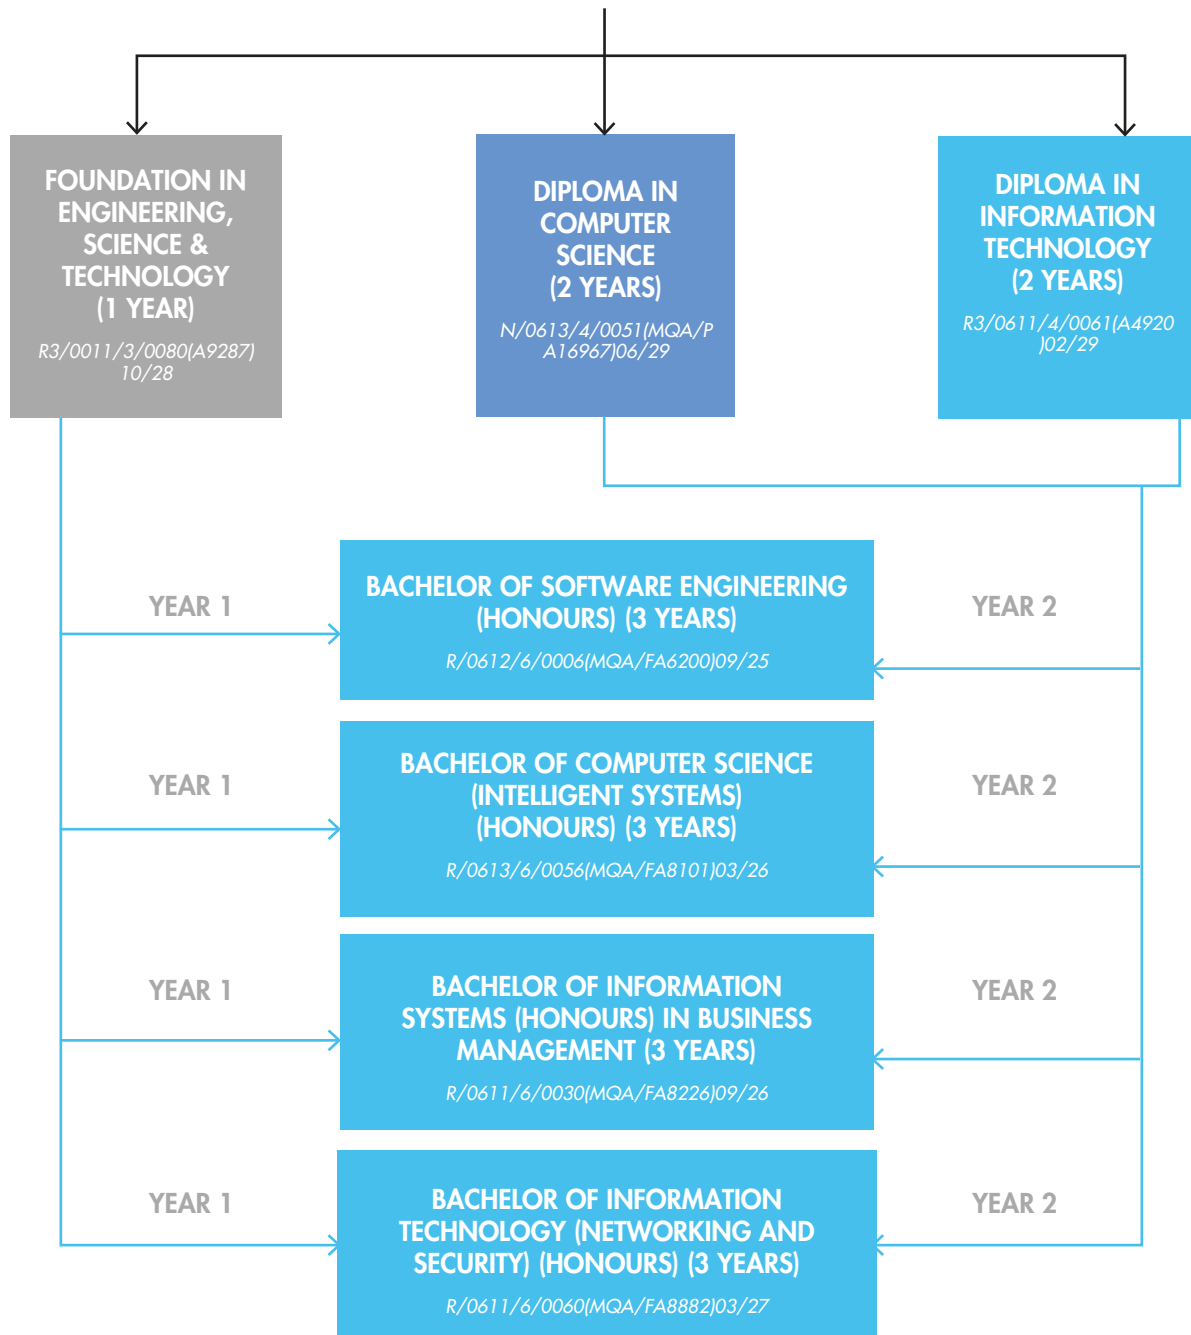 FOUNDATION IN
ENGINEERING,
SCIENCE &
TECHNOLOGY
(1 YEAR)
R3/0011/3/0080(A9287)
10/28
DIPLOMA IN
COMPUTER
SCIENCE
(2 YEARS)
N/0613/4/0051(MQA/P
A16967)06/29
DIPLOMA IN
INFORMATION
TECHNOLOGY
(2 YEARS)
R3/0611/4/0061(A4920
)02/29
YEAR 1
BACHELOR OF SOFTWARE ENGINEERING
(HONOURS) (3 YEARS)
R/0612/6/0006(MQA/FA6200)09/25
YEAR 2
YEAR 1
BACHELOR OF COMPUTER SCIENCE
(INTELLIGENT SYSTEMS)
(HONOURS) (3 YEARS)
R/0613/6/0056(MQA/FA8101)03/26
YEAR 2
YEAR 1
BACHELOR OF INFORMATION
SYSTEMS (HONOURS) IN BUSINESS
MANAGEMENT (3 YEARS)
R/0611/6/0030(MQA/FA8226)09/26
YEAR 2
YEAR 1
BACHELOR OF INFORMATION
TECHNOLOGY (NETWORKING AND
SECURITY) (HONOURS) (3 YEARS)
R/0611/6/0060(MQA/FA8882)03/27
YEAR 2